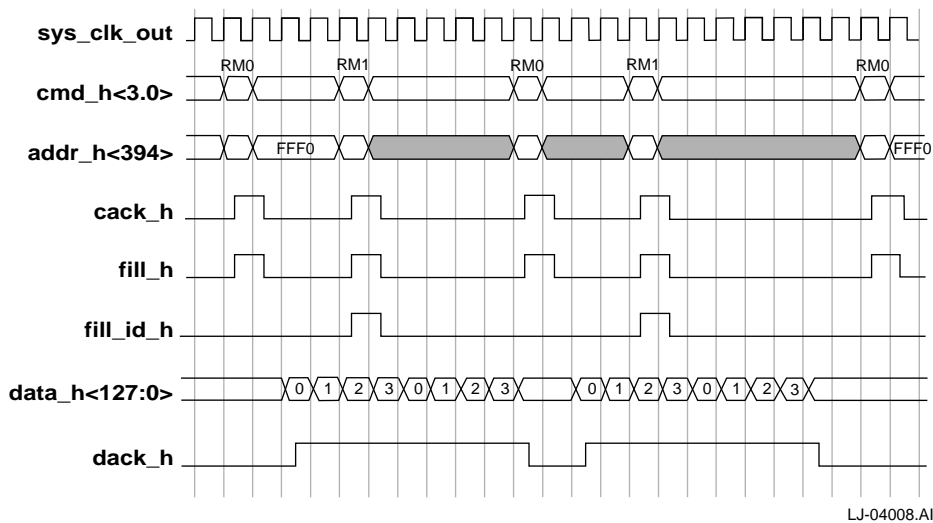 sys_clk_out
RM0 RM1 RM0 RM1 RM0
cmd_h<3.0>
addr_h<394> FFF0 FFF0
cack_h
fill_h
fill_id_h
data_h<127:0> 0 1 2 3 0 1 2 3 0 1 2 3 0 1 2 3
dack_h
LJ-04008.AI